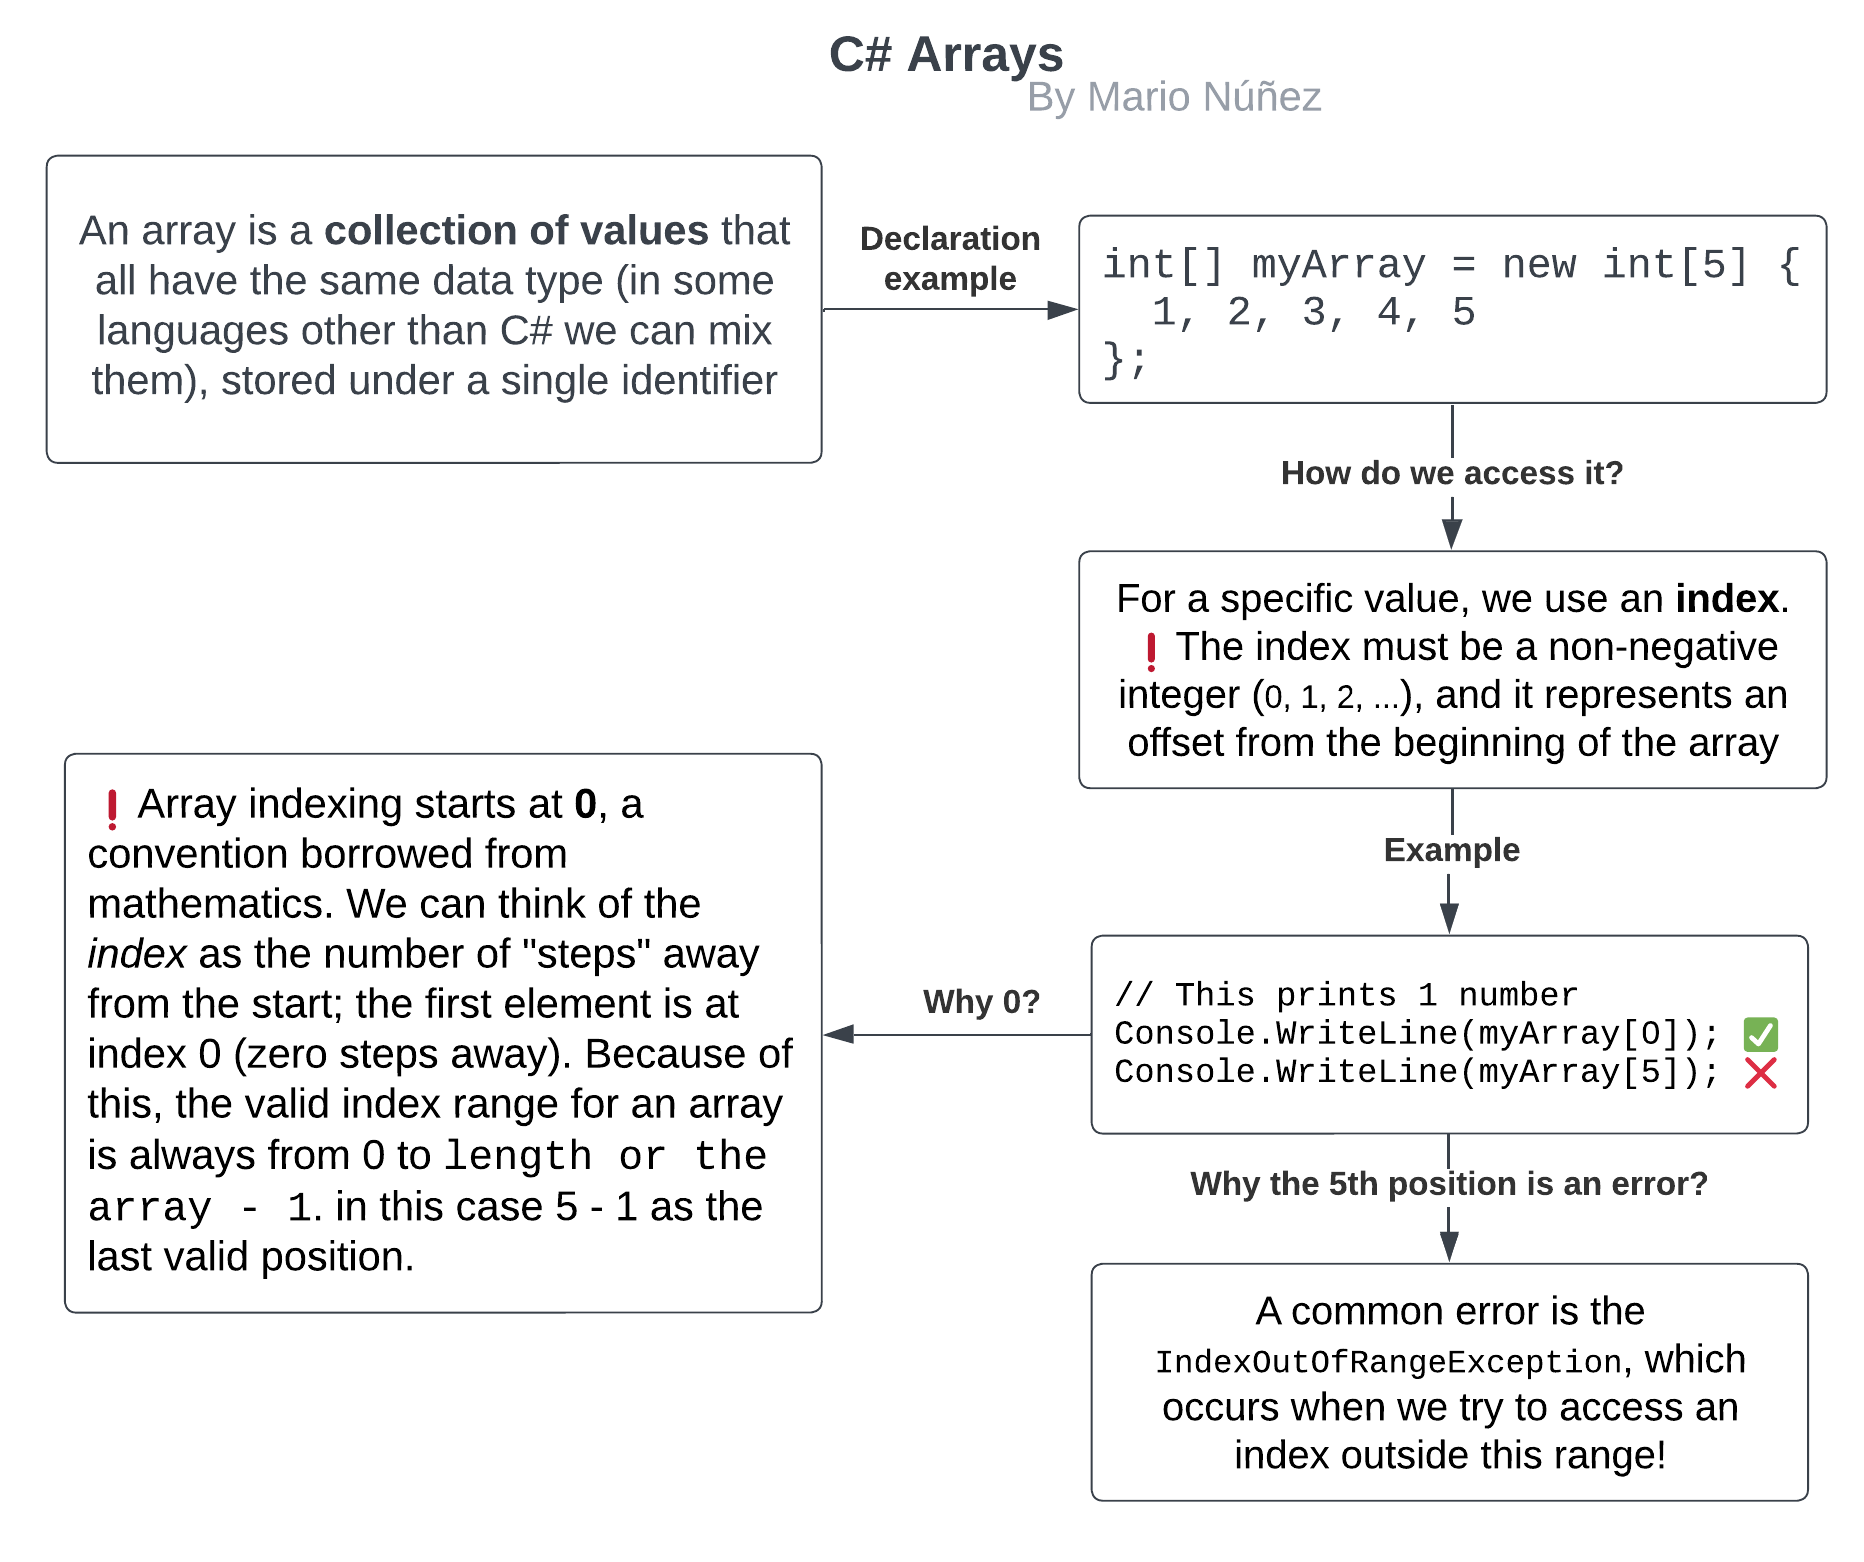 C# Arrays
By Mario Núñez
An array is a collection of values that
all have the same data type (in some
languages other than C# we can mix
them), stored under a single identifier
Declaration
example
int[] myArray = new int[5] {
  1, 2, 3, 4, 5
};
How do we access it?
For a specific value, we use an index.
❗ The index must be a non-negative
integer (0, 1, 2, ...), and it represents an
offset from the beginning of the array
Example
// This prints 1 number
Console.WriteLine(myArray[0]); ✅
Console.WriteLine(myArray[5]); ❌
Why 0?
❗ Array indexing starts at 0, a
convention borrowed from
mathematics. We can think of the
index as the number of "steps" away
from the start; the first element is at
index 0 (zero steps away). Because of
this, the valid index range for an array
is always from 0 to length or the
array - 1. in this case 5 - 1 as the
last valid position.
Why the 5th position is an error?
A common error is the
IndexOutOfRangeException, which
occurs when we try to access an
index outside this range!